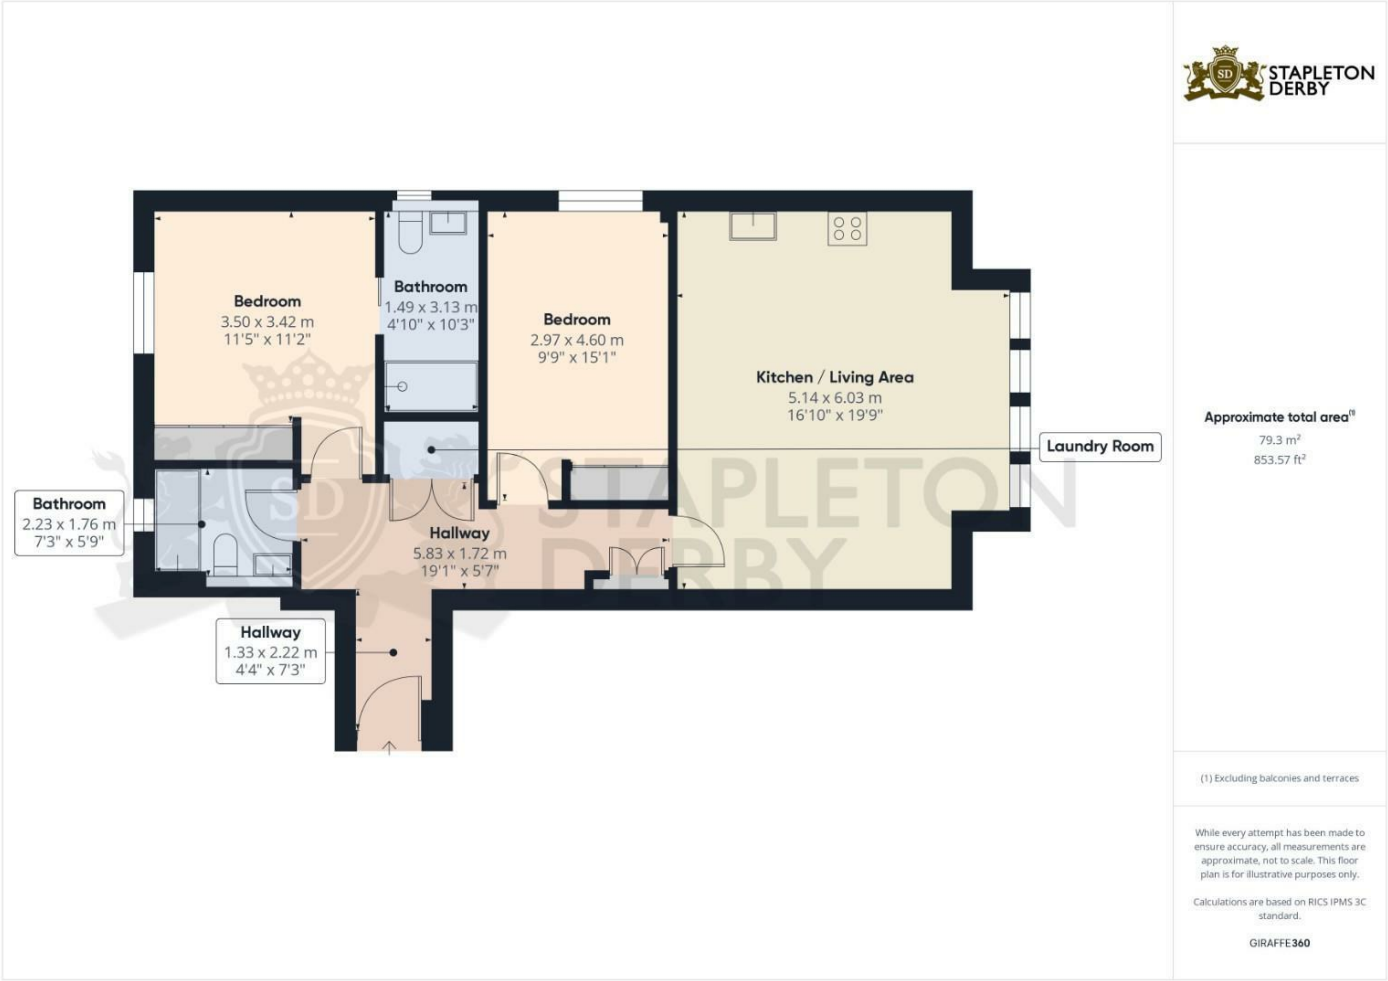 SD
STAPLETON
DERBY
Bedroom
3.50 x 3.42 m
11'5" x 11'2"
Bathroom
1.49 x 3.13 m
4'10" x 10'3"
Bedroom
2.97 x 4.60 m
9'9" x 15'1"
Kitchen / Living Area
5.14 x 6.03 m
16'10" x 19'9"
Laundry Room
Bathroom
2.23 x 1.76 m
7'3" x 5'9"
Hallway
5.83 x 1.72 m
19'1" x 5'7"
Hallway
1.33 x 2.22 m
4'4" x 7'3"
SD
STAPLETON
DERBY
Approximate total area⁽¹⁾
79.3 m²
853.57 ft²
(1) Excluding balconies and terraces
While every attempt has been made to
ensure accuracy, all measurements are
approximate, not to scale. This floor
plan is for illustrative purposes only.
Calculations are based on RICS IPMS 3C
standard.
GIRAFFE360